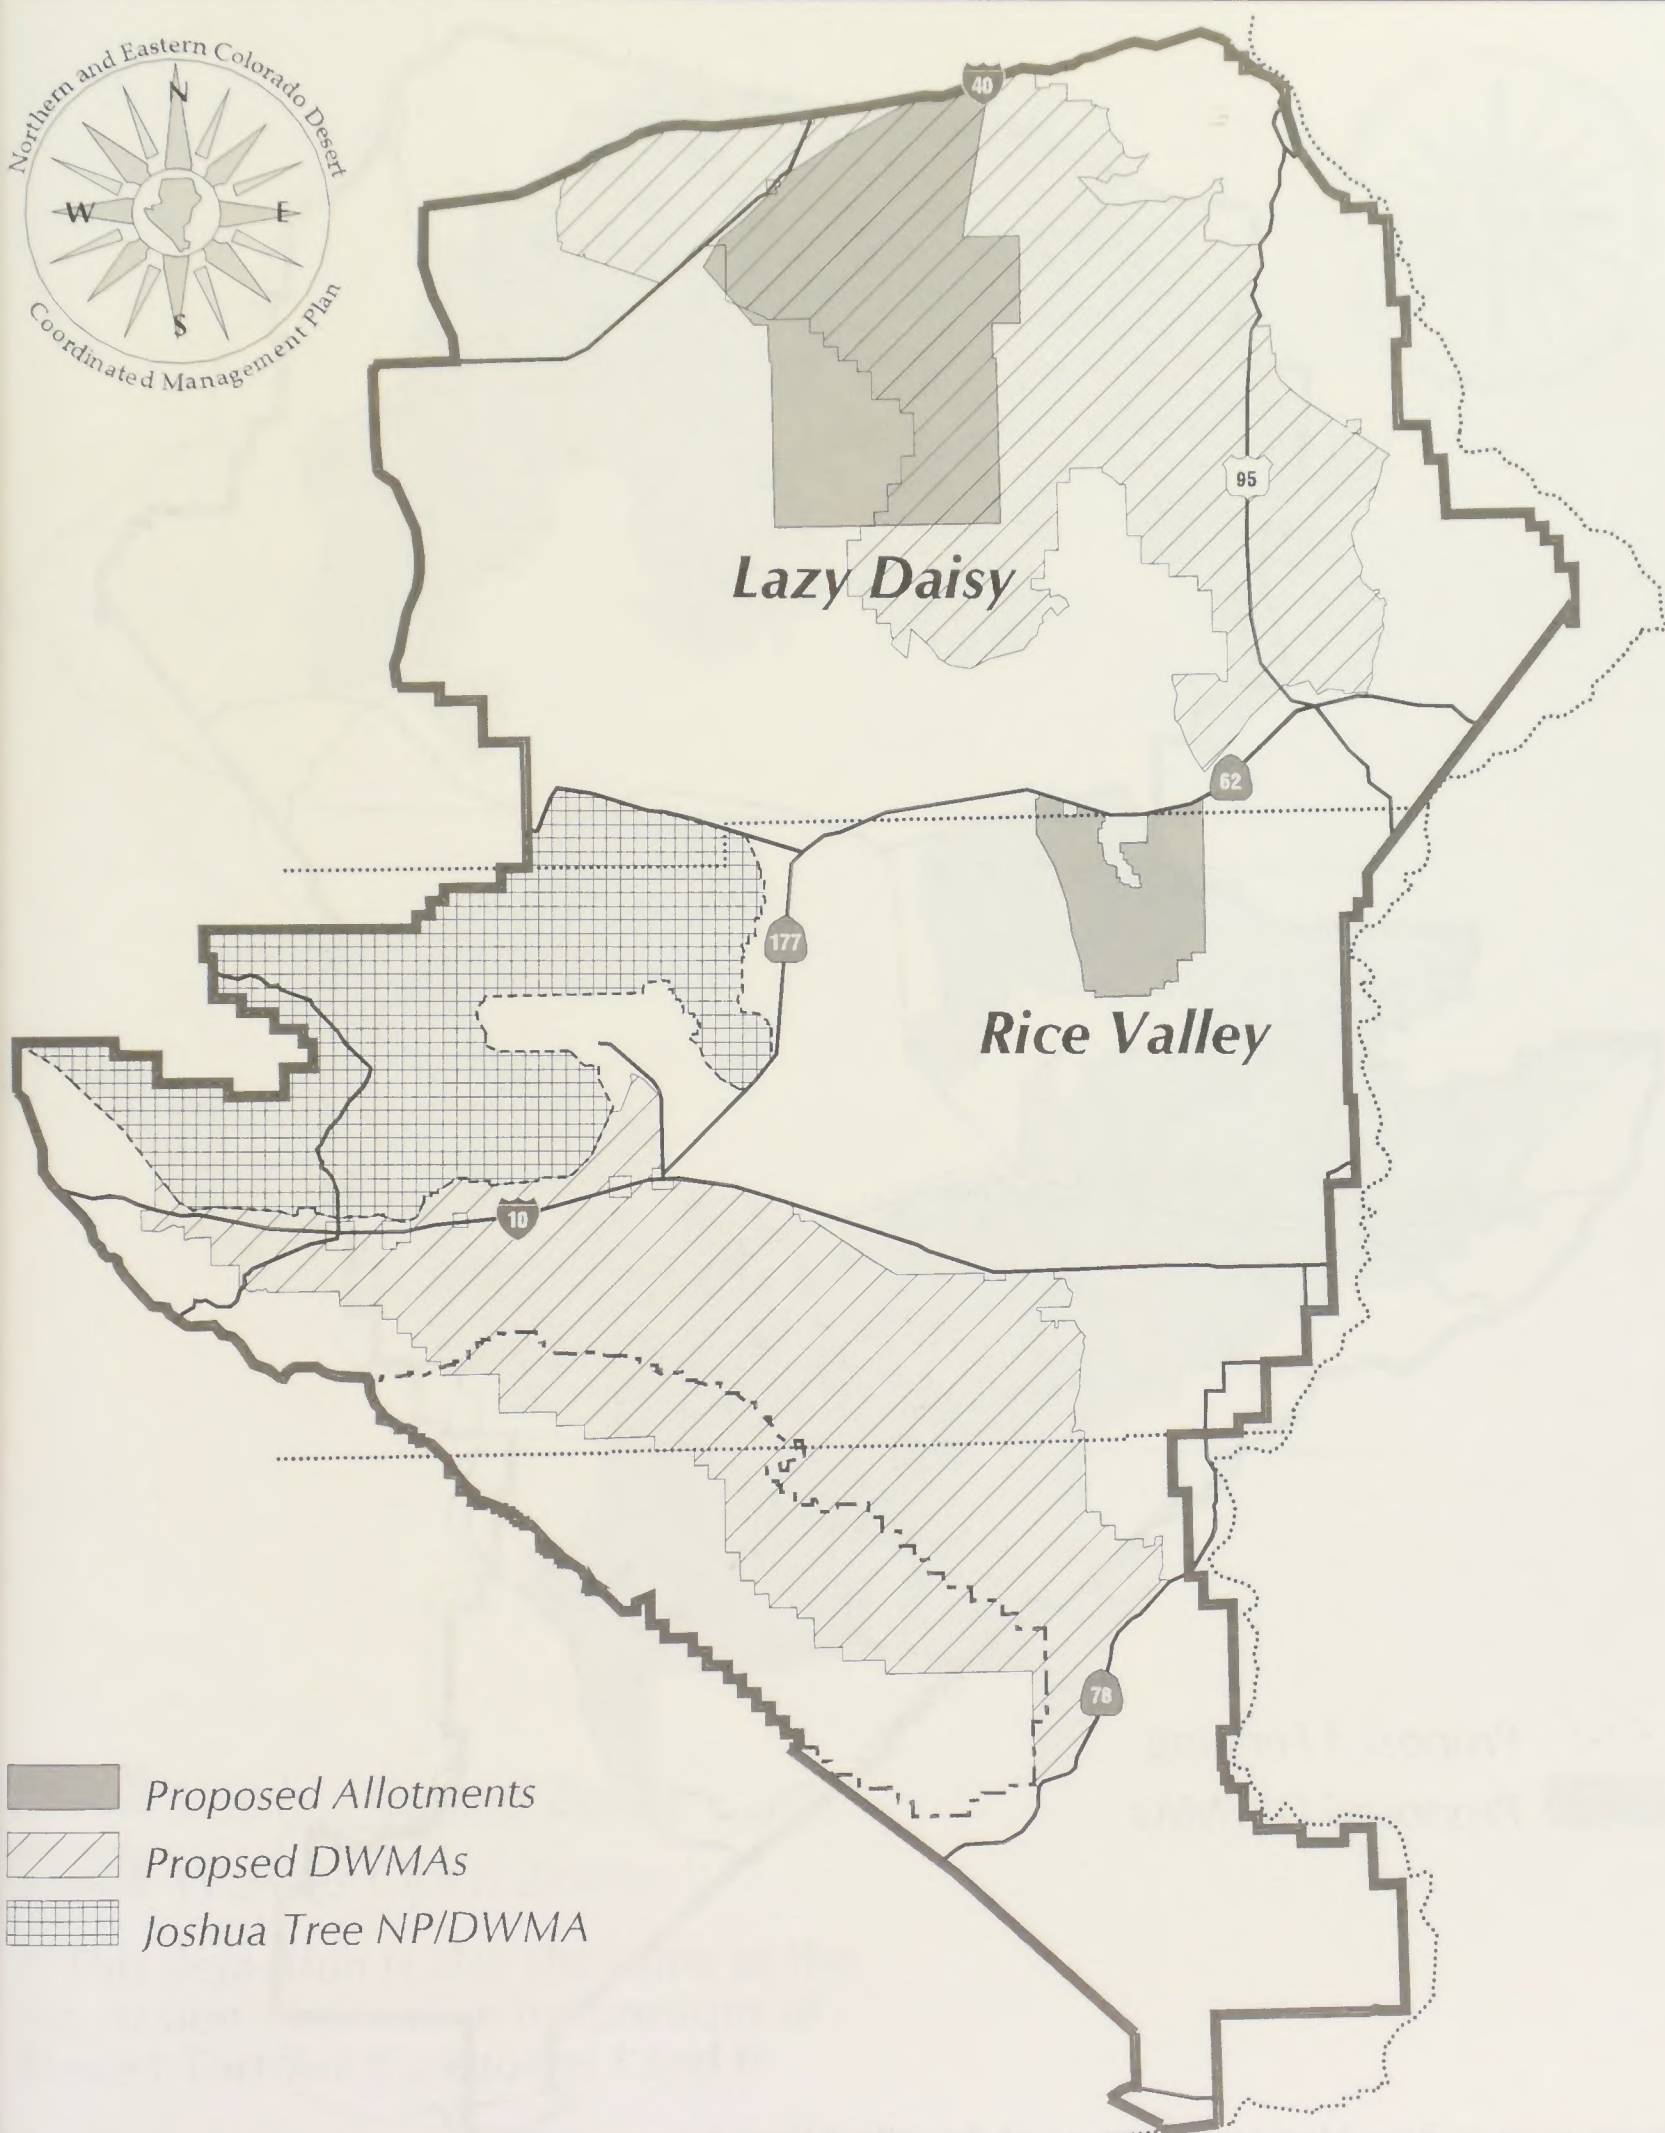 Northern and Eastern Colorado Desert
N
W
E
S
Coordinated Management Plan
40
95
Lazy Daisy
62
177
Rice Valley
10
78
Proposed Allotments
Propsed DWMAs
Joshua Tree NP/DWMA